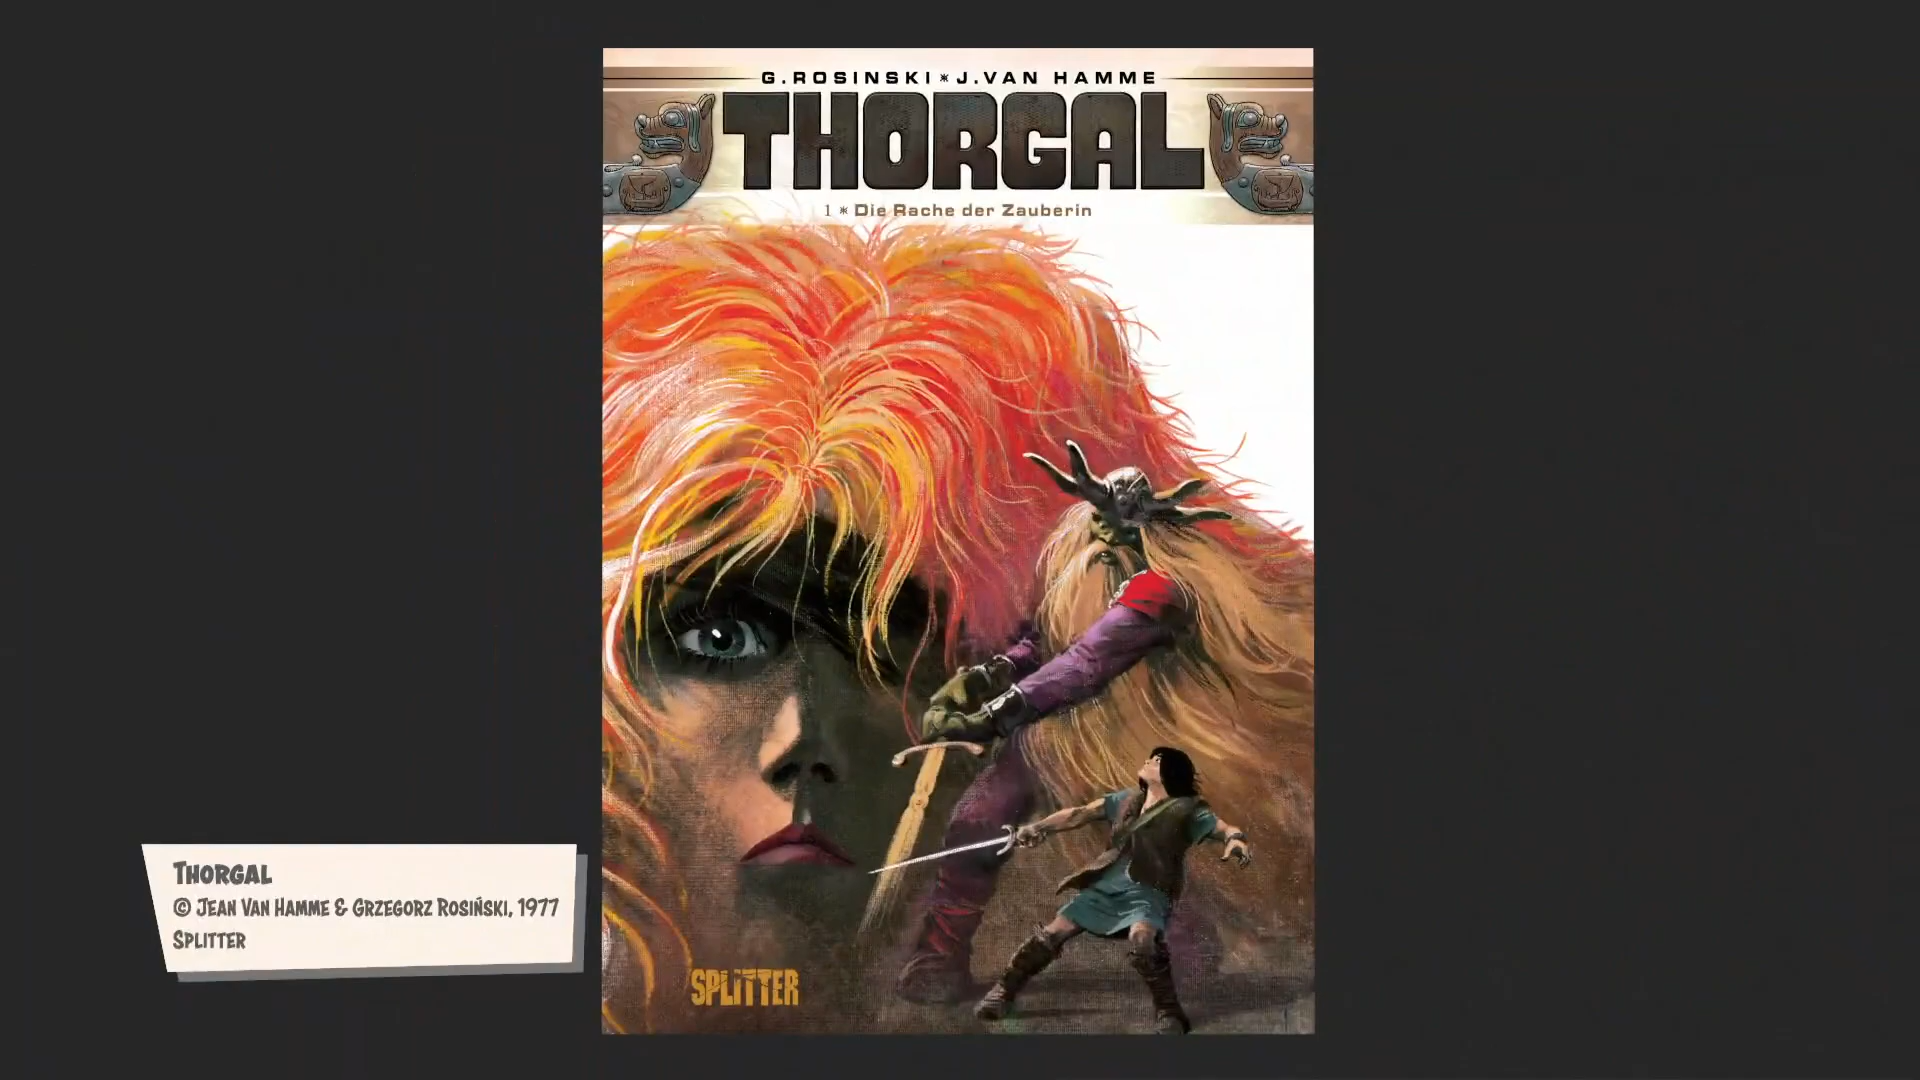 G.ROSINSKI * J.VAN HAMME
THORGAL
1 * Die Rache der Zauberin
SPLITTER
THORGAL
© JEAN VAN HAMME & GRZEGORZ ROSIŃSKI, 1977
SPLITTER